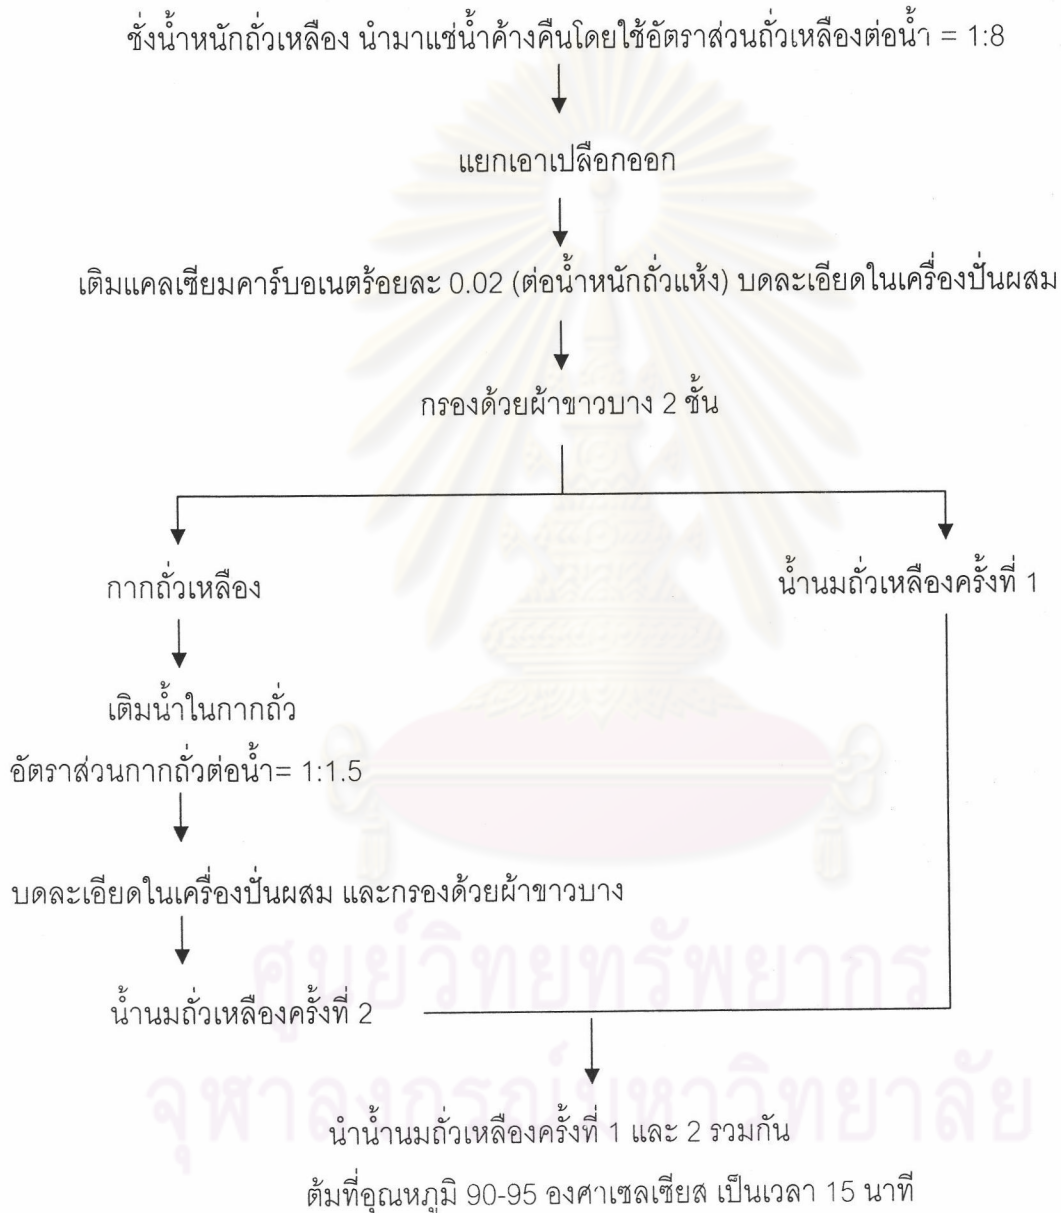 ชั่งน้ำหนักถั่วเหลือง นำมาแช่น้ำค้างคืนโดยใช้อัตราส่วนถั่วเหลืองต่อน้ำ = 1:8
แยกเอาเปลือกออก
เติมแคลเซียมคาร์บอเนตร้อยละ 0.02 (ต่อน้ำหนักถั่วแห้ง) บดละเอียดในเครื่องปั่นผสม
กรองด้วยผ้าขาวบาง 2 ชั้น
กากถั่วเหลือง
น้ำนมถั่วเหลืองครั้งที่ 1
เติมน้ำในกากถั่ว
อัตราส่วนกากถั่วต่อน้ำ= 1:1.5
บดละเอียดในเครื่องปั่นผสม และกรองด้วยผ้าขาวบาง
น้ำนมถั่วเหลืองครั้งที่ 2
นำน้ำนมถั่วเหลืองครั้งที่ 1 และ 2 รวมกัน
ต้มที่อุณหภูมิ 90-95 องศาเซลเซียส เป็นเวลา 15 นาที
ศูนย์วิทยทรัพยากร
จุฬาลงกรณ์มหาวิทยาลัย